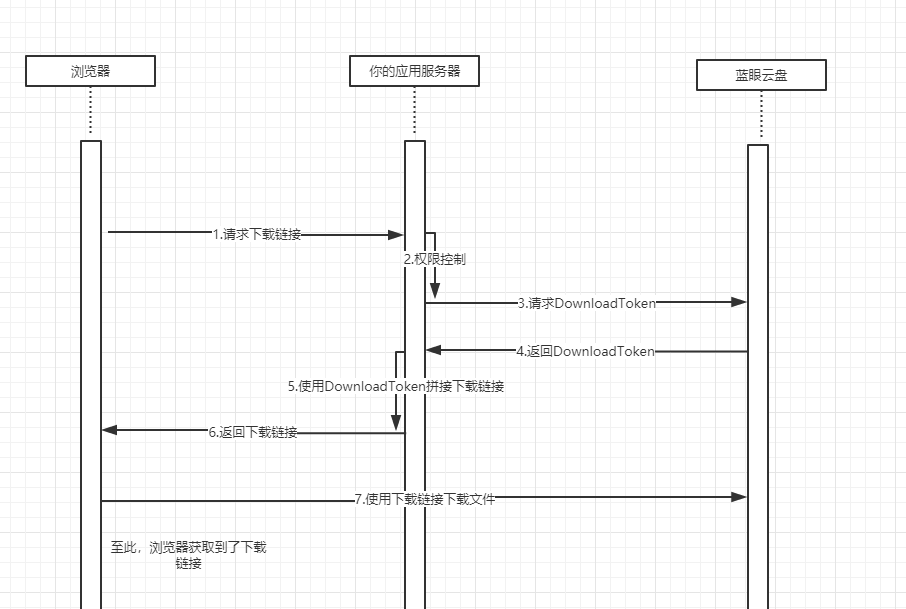 浏览器
你的应用服务器
蓝眼云盘
1.请求下载链接
2.权限控制
3.请求DownloadToken
4.返回DownloadToken
5.使用DownloadToken拼接下载链接
6.返回下载链接
7.使用下载链接下载文件
至此，浏览器获取到了下载
链接